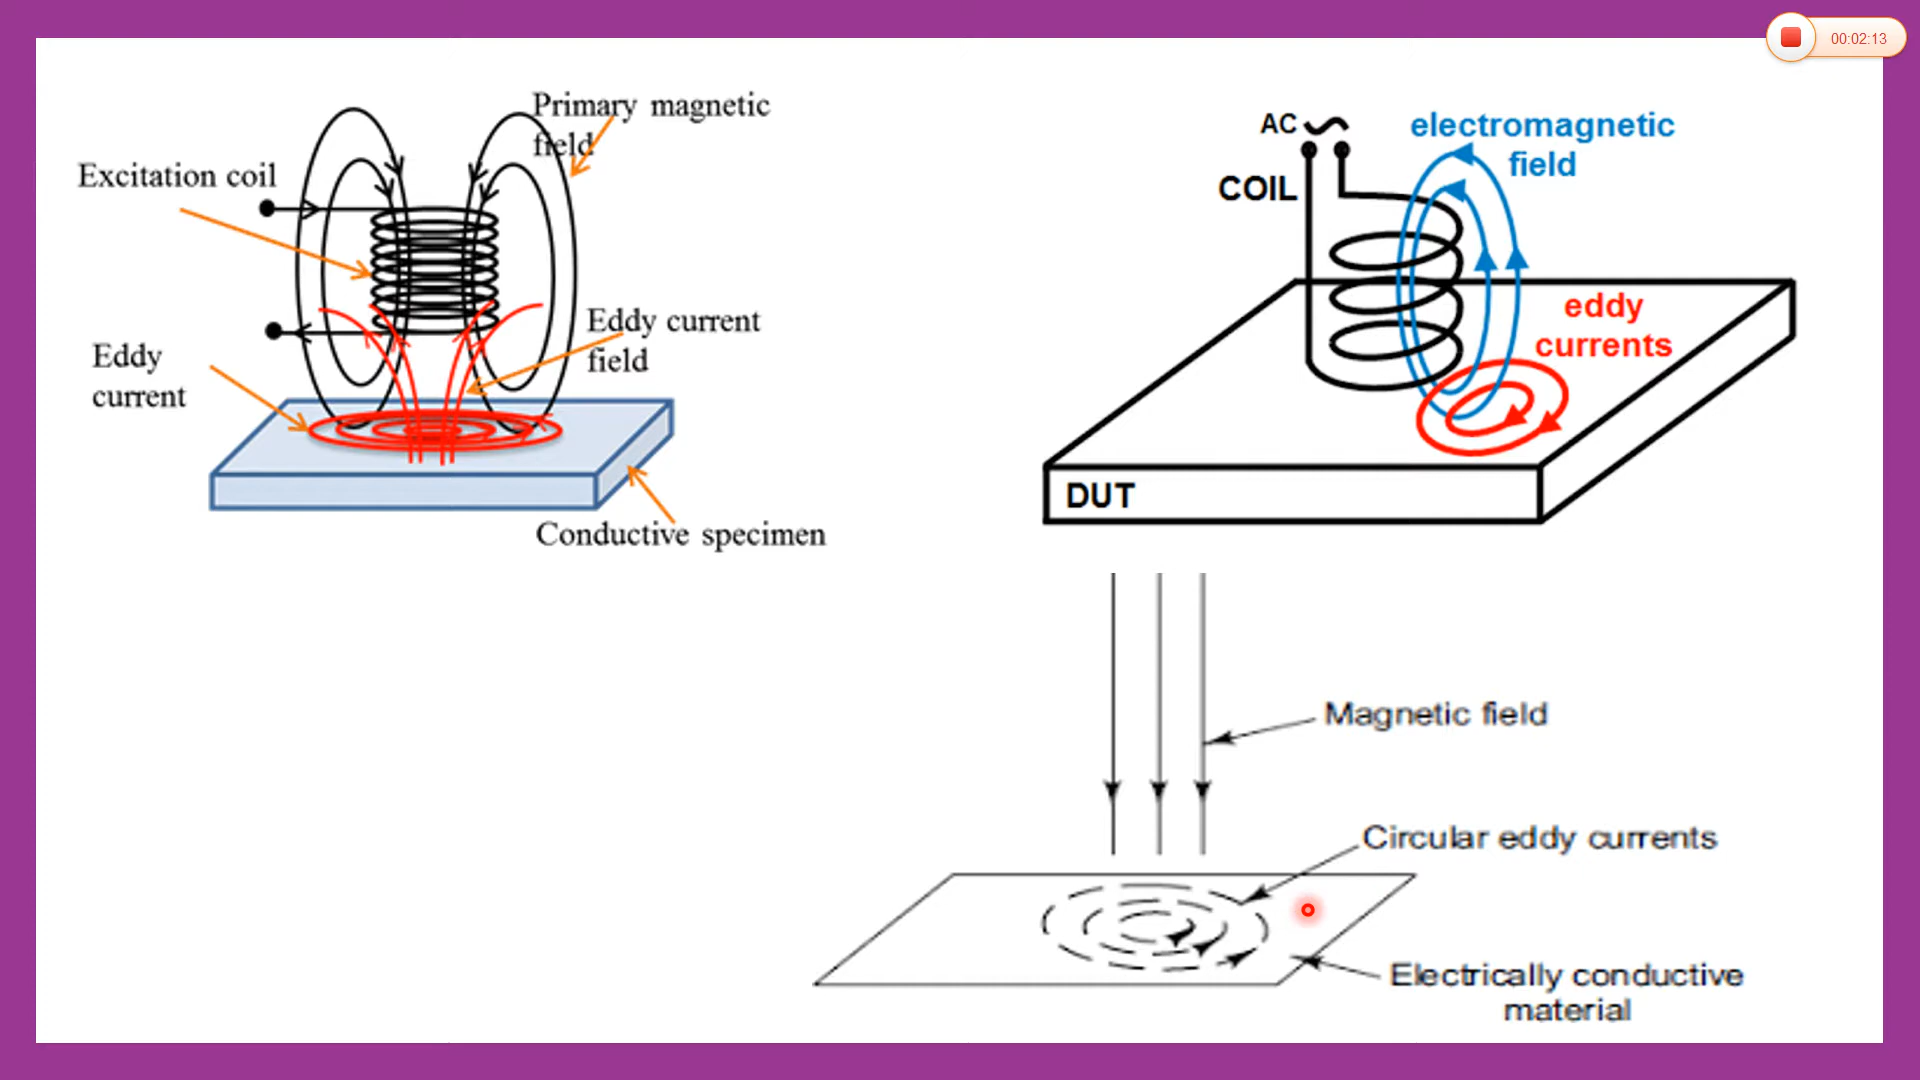 00:02:13
Primary magnetic
field
Excitation coil
Eddy current
field
Eddy
current
Conductive specimen
AC
electromagnetic
field
COIL
eddy
currents
DUT
Magnetic field
Circular eddy currents
Electrically conductive
material